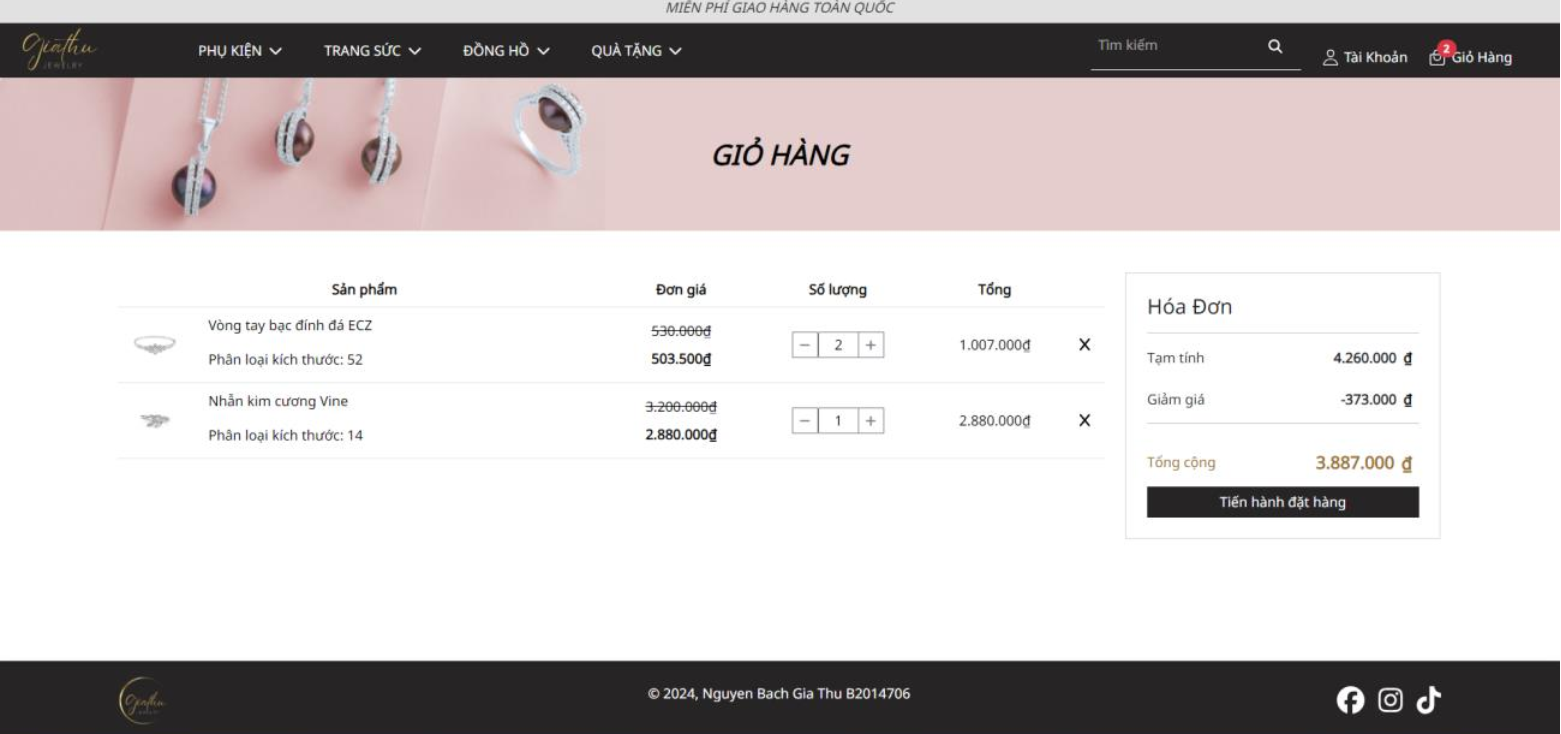 MIỄN PHÍ GIAO HÀNG TOÀN QUỐC
Giathu
JEWELRY
PHỤ KIỆN TRANG SỨC ĐỒNG HỒ QUÀ TẶNG Tìm kiếm Tài Khoản 2 Giỏ Hàng
GIỎ HÀNG
Sản phẩm Đơn giá Số lượng Tổng
Vòng tay bạc đính đá ECZ
Phân loại kích thước: 52
530.000₫
503.500₫
− 2 +
1.007.000₫ X
Nhẫn kim cương Vine
Phân loại kích thước: 14
3.200.000₫
2.880.000₫
− 1 +
2.880.000₫ X
Hóa Đơn
Tạm tính 4.260.000 ₫
Giảm giá -373.000 ₫
Tổng cộng 3.887.000 ₫
Tiến hành đặt hàng
Giathu
© 2024, Nguyen Bach Gia Thu B2014706